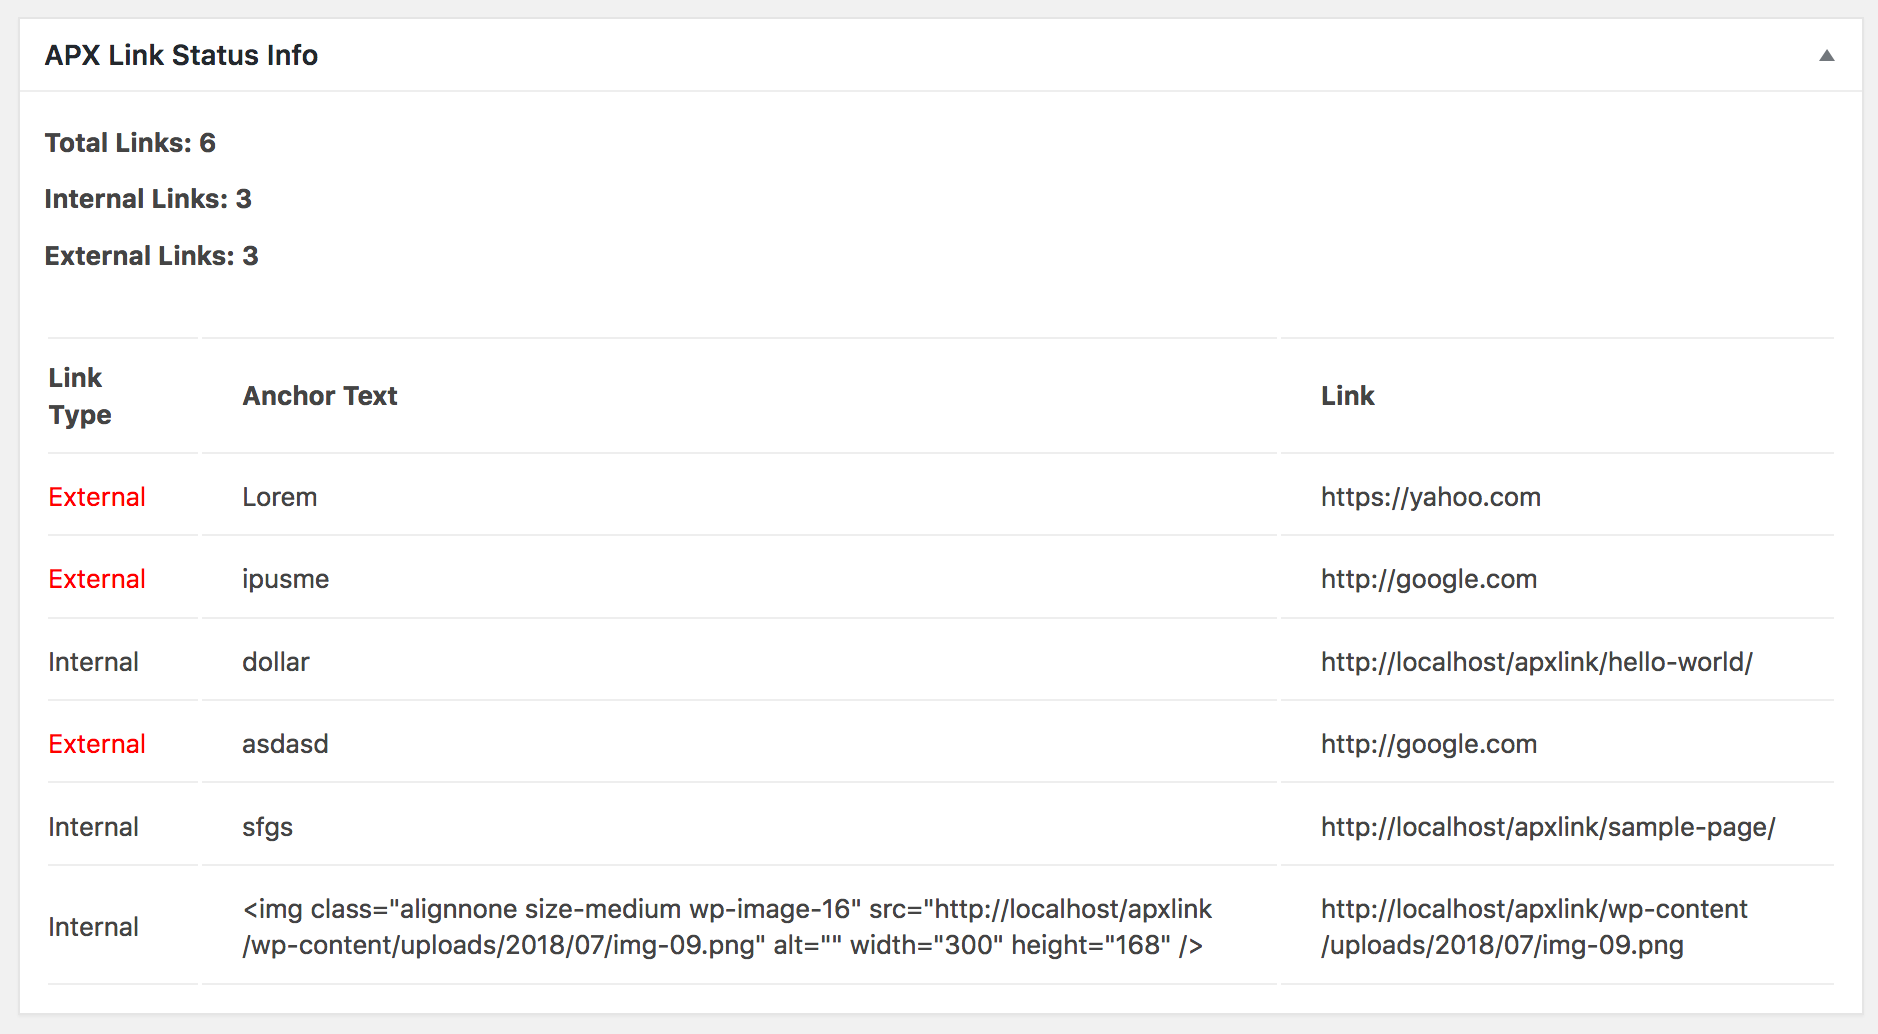 APX Link Status Info
Total Links: 6
Internal Links: 3
External Links: 3
Link
Type
Anchor Text
Link
External
Lorem
https://yahoo.com
External
ipusme
http://google.com
Internal
dollar
http://localhost/apxlink/hello-world/
External
asdasd
http://google.com
Internal
sfgs
http://localhost/apxlink/sample-page/
Internal
<img class="alignnone size-medium wp-image-16" src="http://localhost/apxlink
/wp-content/uploads/2018/07/img-09.png" alt="" width="300" height="168" />
http://localhost/apxlink/wp-content
/uploads/2018/07/img-09.png